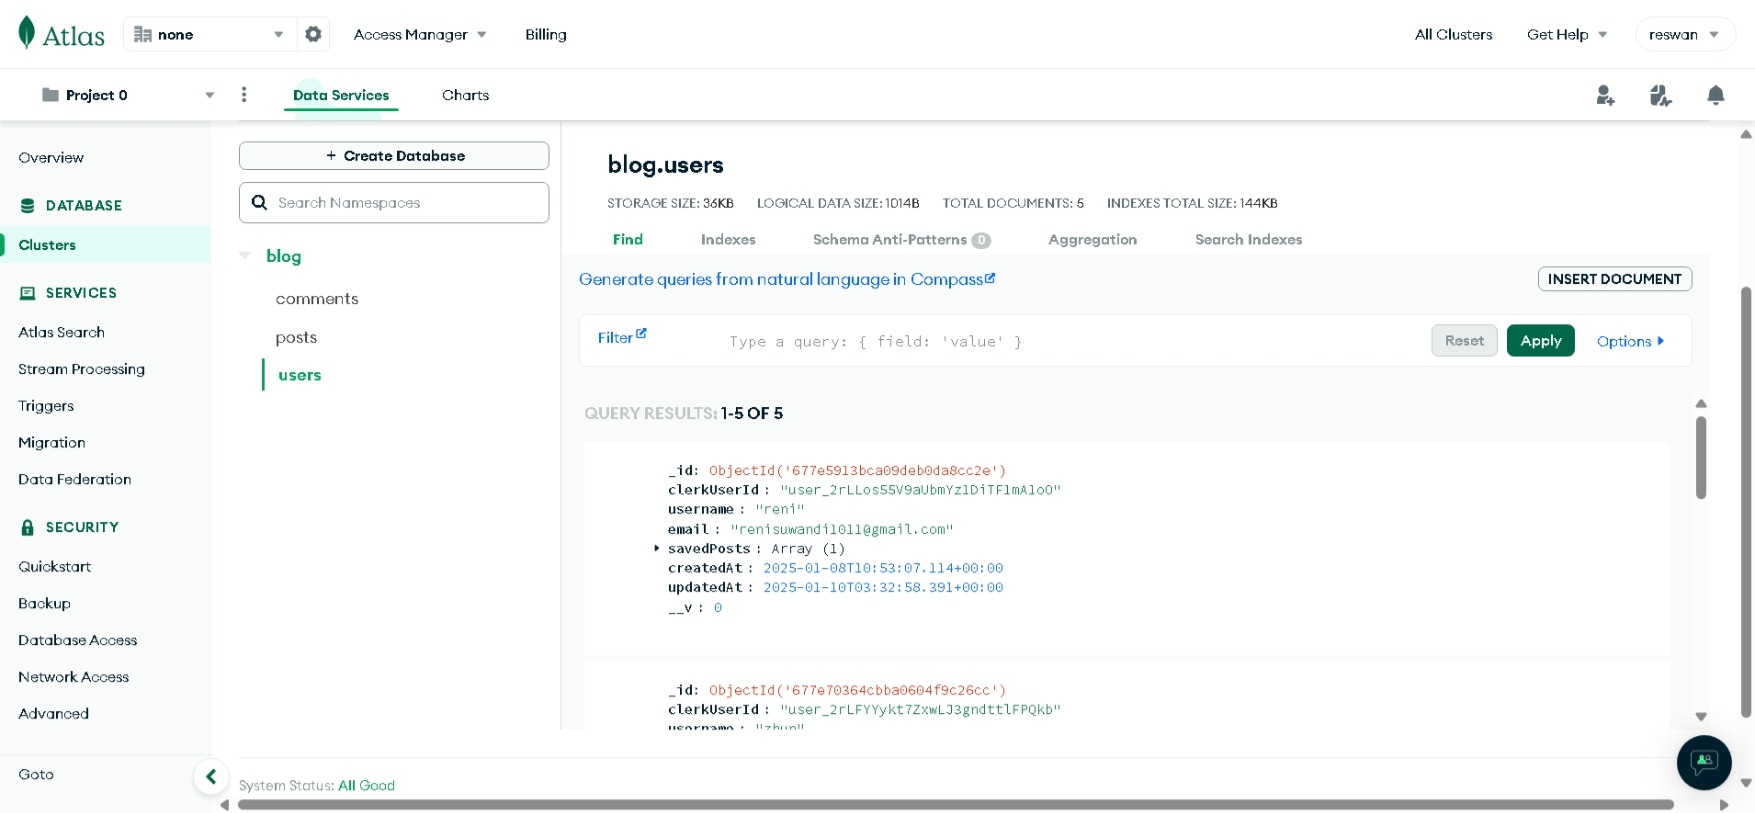 Atlas
none
Access Manager
Billing
All Clusters
Get Help
reswan
Project 0
Data Services
Charts
Overview
DATABASE
Clusters
SERVICES
Atlas Search
Stream Processing
Triggers
Migration
Data Federation
SECURITY
Quickstart
Backup
Database Access
Network Access
Advanced
Goto
+ Create Database
Search Namespaces
blog
comments
posts
users
blog.users
STORAGE SIZE: 36KB LOGICAL DATA SIZE: 1014B TOTAL DOCUMENTS: 5 INDEXES TOTAL SIZE: 144KB
Find Indexes Schema Anti-Patterns 0 Aggregation Search Indexes
Generate queries from natural language in Compass
INSERT DOCUMENT
Filter
Type a query: { field: 'value' }
Reset
Apply
Options
QUERY RESULTS: 1-5 OF 5
_id: ObjectId('677e5913bca09deb0da8cc2e')
clerkUserId: "user_2rLLos55V9aUbmYz1DiTF1mA1oO"
username: "reni"
email: "renisuwandi1011@gmail.com"
savedPosts: Array (1)
createdAt: 2025-01-08T10:53:07.114+00:00
updatedAt: 2025-01-10T03:32:58.391+00:00
__v: 0
_id: ObjectId('677e70364cbba0604f9c26cc')
clerkUserId: "user_2rLFYYykt7ZxwLJ3gndttlFPQkb"
username: "zhun"
System Status: All Good